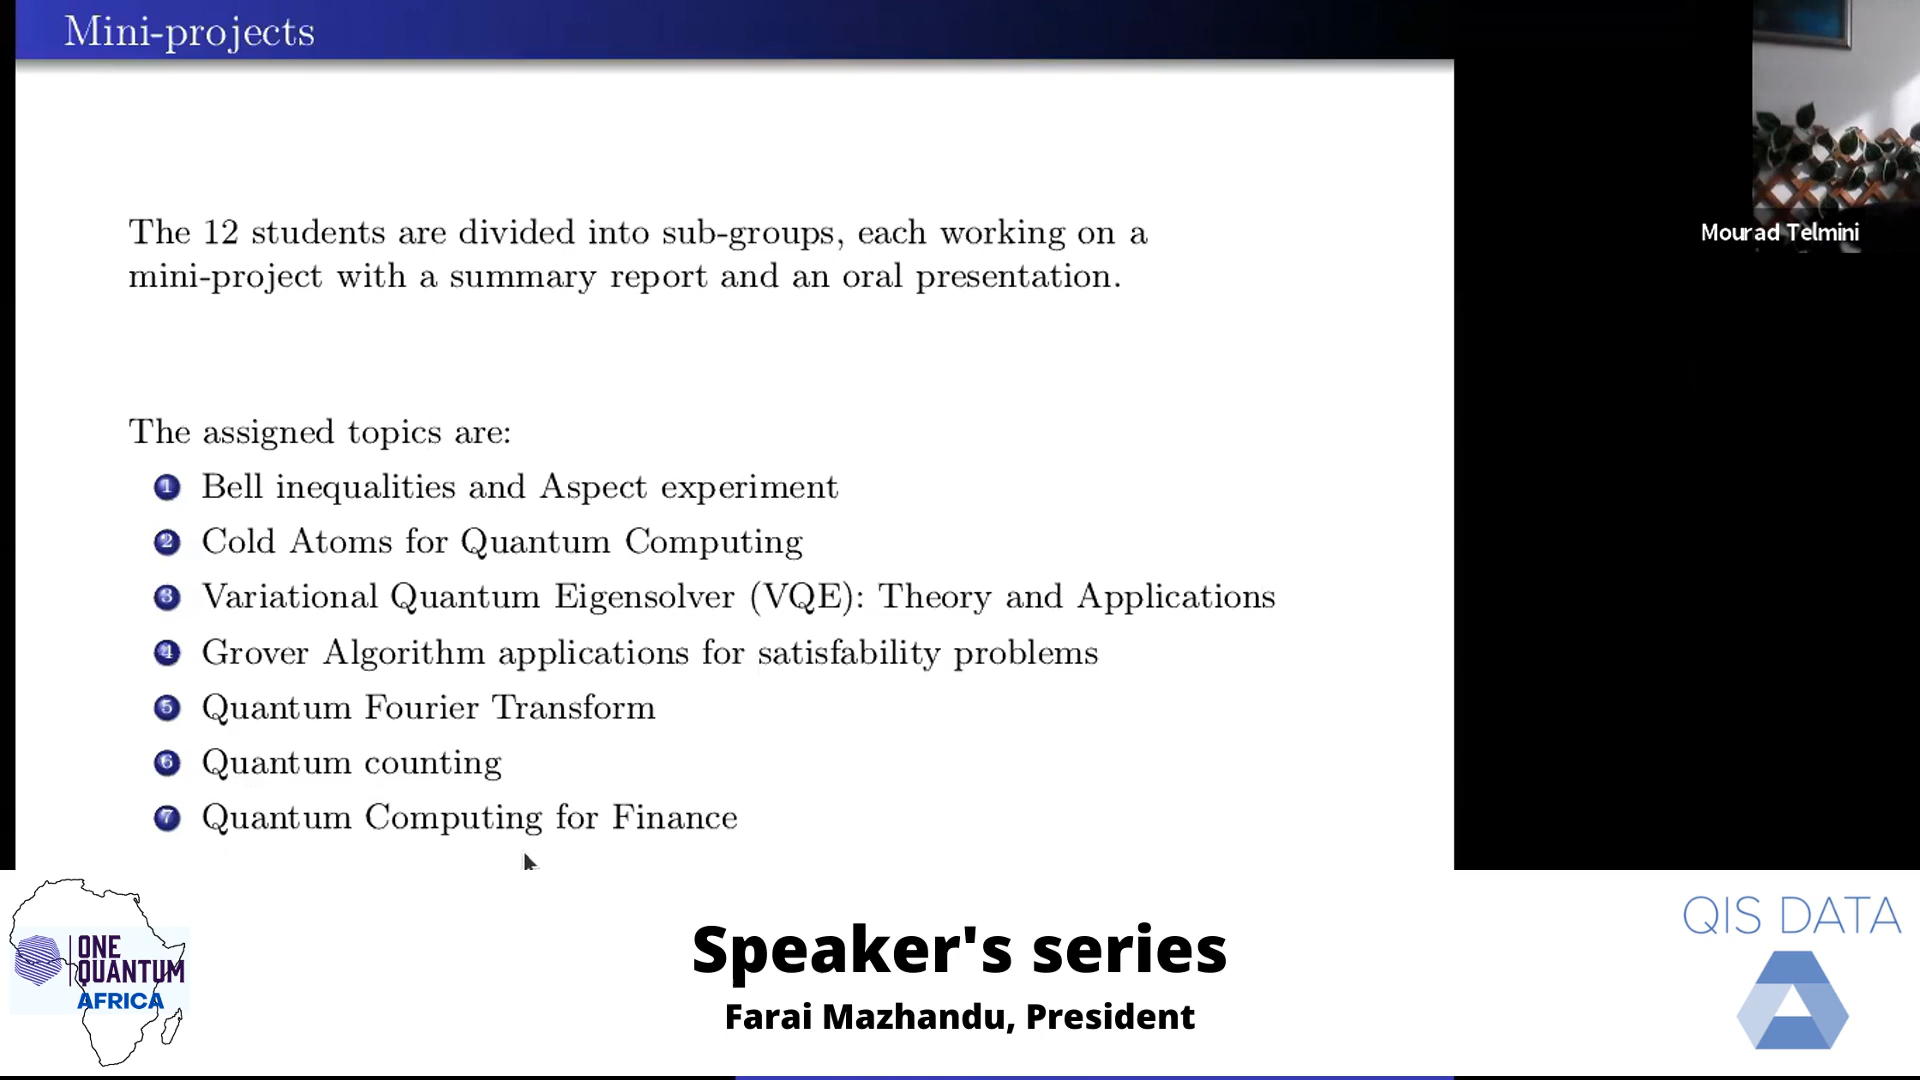 Mini-projects
The 12 students are divided into sub-groups, each working on a
mini-project with a summary report and an oral presentation.
The assigned topics are:
1 Bell inequalities and Aspect experiment
2 Cold Atoms for Quantum Computing
3 Variational Quantum Eigensolver (VQE): Theory and Applications
4 Grover Algorithm applications for satisfability problems
5 Quantum Fourier Transform
6 Quantum counting
7 Quantum Computing for Finance
Mourad Telmini
ONE
QUANTUM
AFRICA
Speaker's series
Farai Mazhandu, President
QIS DATA